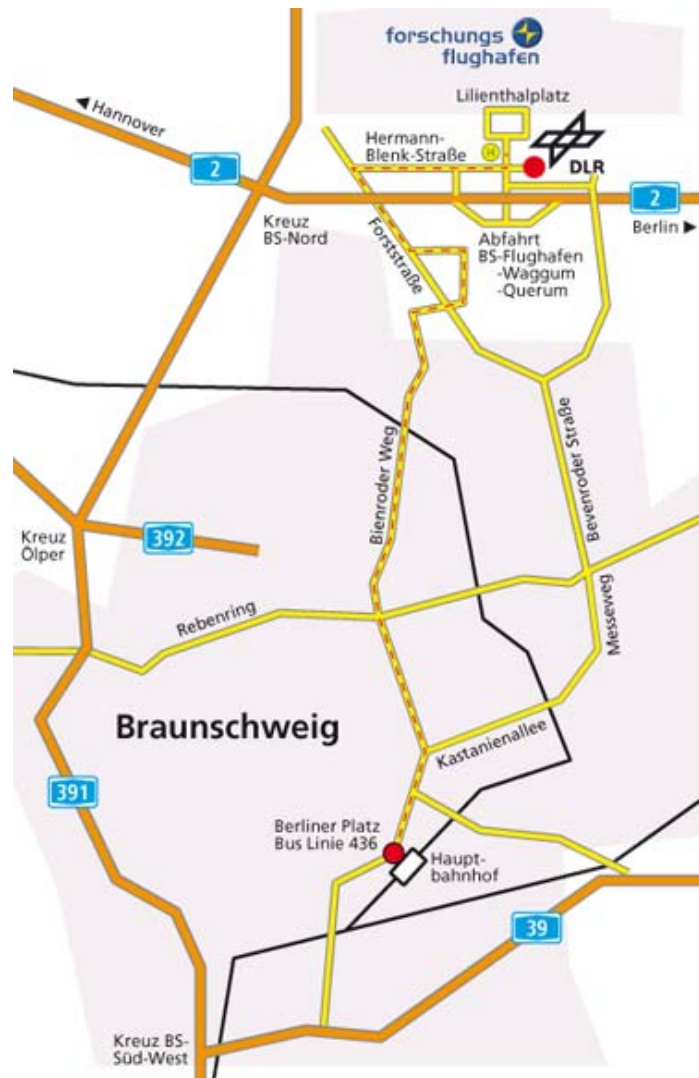 forschungs
flughafen
Lilienthalplatz
Hannover
Hermann-
Blenk-Straße
H
DLR
2
2
Berlin
Kreuz
BS-Nord
Forststraße
Abfahrt
BS-Flughafen
-Waggum
-Querum
Bienroder Weg
Bevenroder Straße
Kreuz
Ölper
392
Rebenring
Messeweg
Braunschweig
Kastanienallee
391
Berliner Platz
Bus Linie 436
Haupt-
bahnhof
39
Kreuz BS-
Süd-West